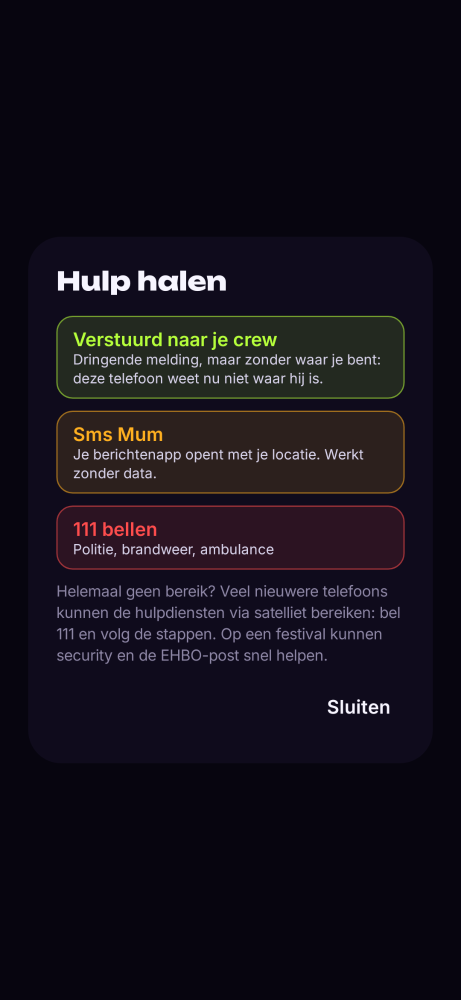 Hulp halen
Verstuurd naar je crew
Dringende melding, maar zonder waar je bent:
deze telefoon weet nu niet waar hij is.
Sms Mum
Je berichtenapp opent met je locatie. Werkt
zonder data.
111 bellen
Politie, brandweer, ambulance
Helemaal geen bereik? Veel nieuwere telefoons
kunnen de hulpdiensten via satelliet bereiken: bel
111 en volg de stappen. Op een festival kunnen
security en de EHBO-post snel helpen.
Sluiten